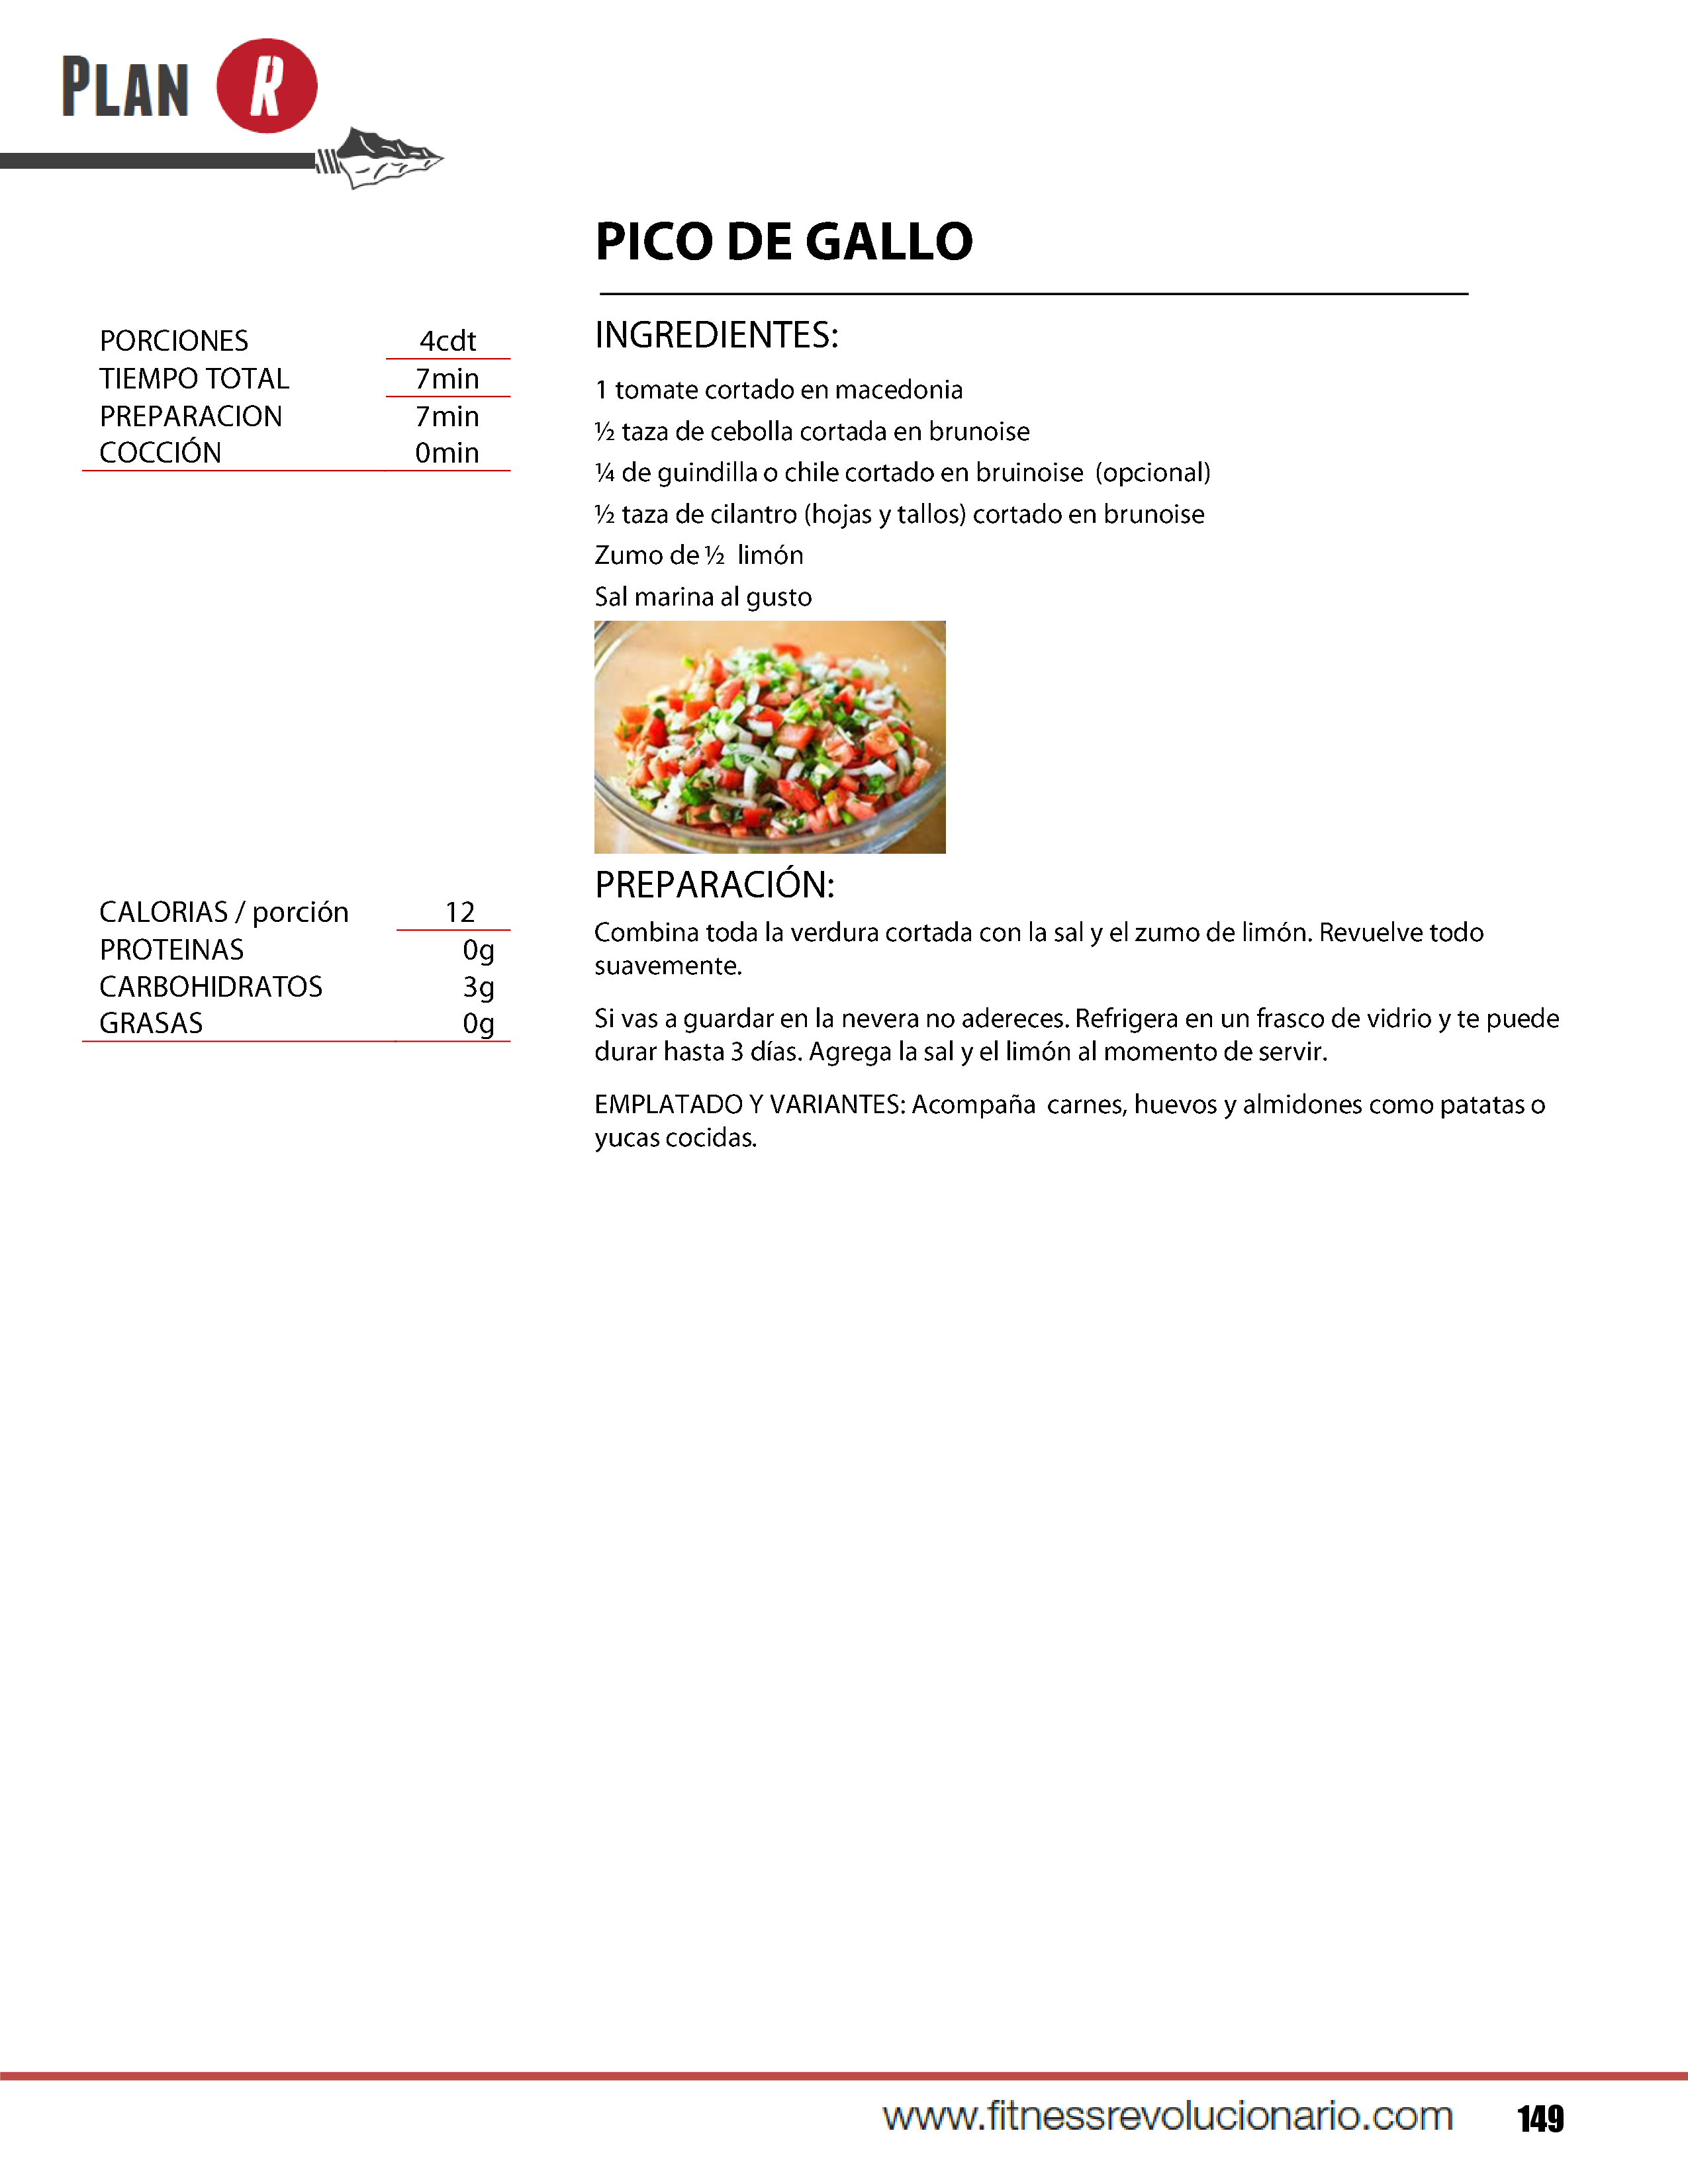 PLAN R
PICO DE GALLO
PORCIONES 4cdt
TIEMPO TOTAL 7min
PREPARACION 7min
COCCIÓN 0min
INGREDIENTES:
1 tomate cortado en macedonia
½ taza de cebolla cortada en brunoise
¼ de guindilla o chile cortado en bruinoise (opcional)
½ taza de cilantro (hojas y tallos) cortado en brunoise
Zumo de ½ limón
Sal marina al gusto
CALORIAS / porción 12
PROTEINAS 0g
CARBOHIDRATOS 3g
GRASAS 0g
PREPARACIÓN:
Combina toda la verdura cortada con la sal y el zumo de limón. Revuelve todo
suavemente.
Si vas a guardar en la nevera no adereces. Refrigera en un frasco de vidrio y te puede
durar hasta 3 días. Agrega la sal y el limón al momento de servir.
EMPLATADO Y VARIANTES: Acompaña carnes, huevos y almidones como patatas o
yucas cocidas.
www.fitnessrevolucionario.com 149